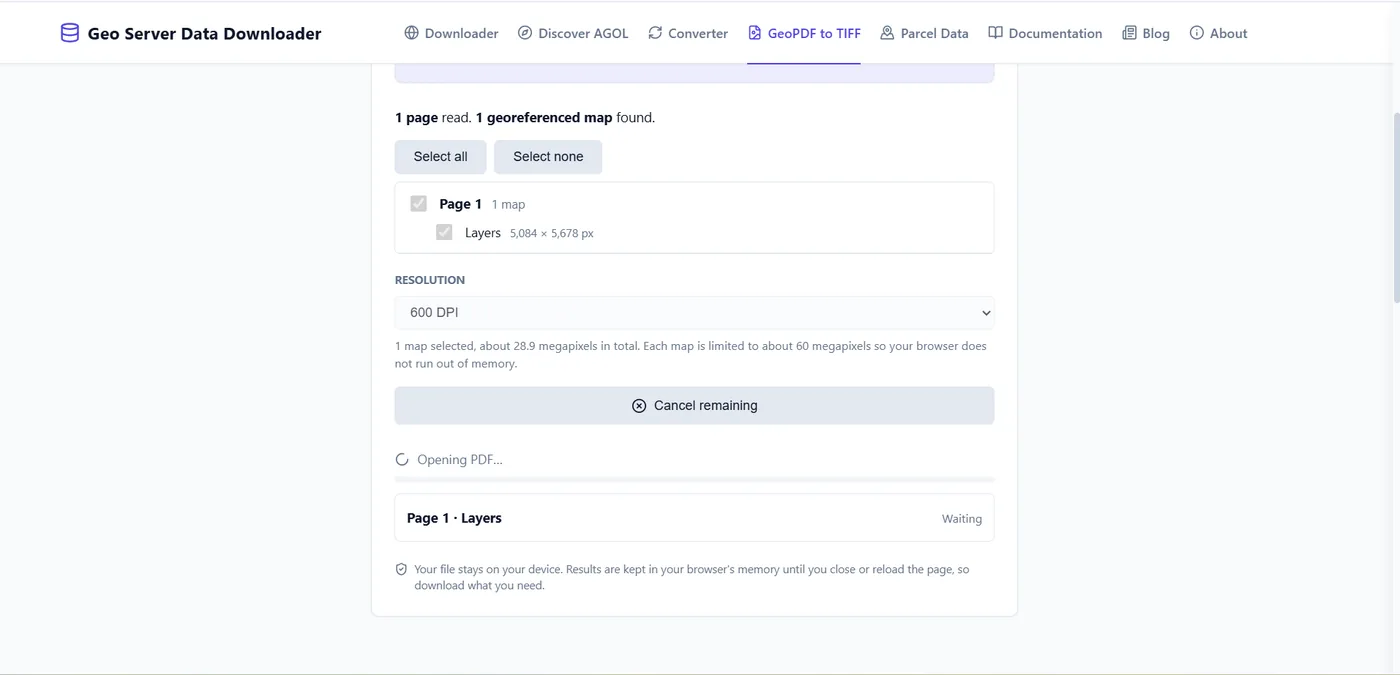 Geo Server Data Downloader
Downloader
Discover AGOL
Converter
GeoPDF to TIFF
Parcel Data
Documentation
Blog
About
1 page read. 1 georeferenced map found.
Select all
Select none
Page 1 1 map
Layers 5,084 × 5,678 px
RESOLUTION
600 DPI
1 map selected, about 28.9 megapixels in total. Each map is limited to about 60 megapixels so your browser does
not run out of memory.
Cancel remaining
Opening PDF...
Page 1 · Layers
Waiting
Your file stays on your device. Results are kept in your browser's memory until you close or reload the page, so
download what you need.